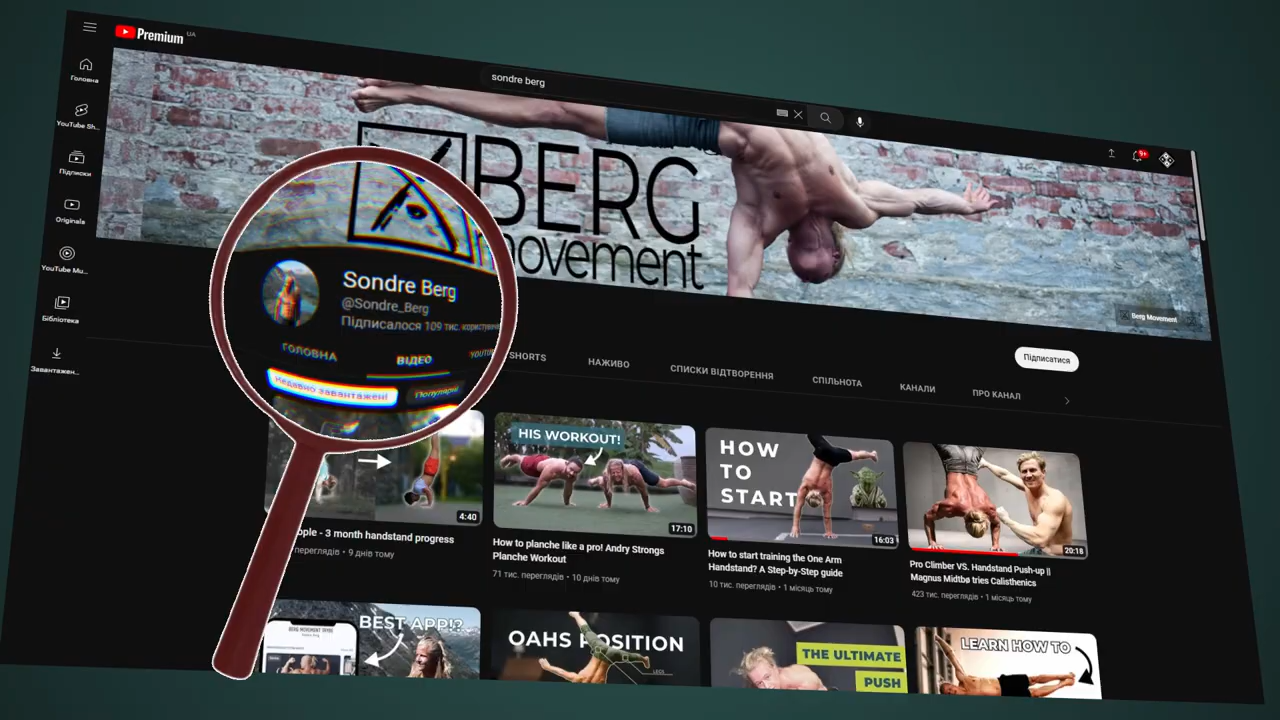 Premium UA
sondre berg
9+
Головна
YouTube Sh...
Підписки
Originals
YouTube Mu...
Бібліотека
Завантажен...
BERG
movement
Berg Movement
Sondre Berg
@Sondre_Berg
Підписалося 109 тис. користувачів
Підписатися
ГОЛОВНА
ВІДЕО
SHORTS
НАЖИВО
СПИСКИ ВІДТВОРЕННЯ
СПІЛЬНОТА
КАНАЛИ
ПРО КАНАЛ
Недавно завантажені
Популярні
4:40
HIS WORKOUT!
17:10
HOW
TO
START
16:03
20:18
ople - 3 month handstand progress
переглядів • 9 днів тому
How to planche like a pro! Andry Strongs
Planche Workout
71 тис. переглядів • 10 днів тому
How to start training the One Arm
Handstand? A Step-by-Step guide
10 тис. переглядів • 1 місяць тому
Pro Climber VS. Handstand Push-up ||
Magnus Midtbø tries Calisthenics
423 тис. переглядів • 1 місяць тому
BEST APP!?
OAHS POSITION
LEGS
THE ULTIMATE
PUSH
LEARN HOW TO